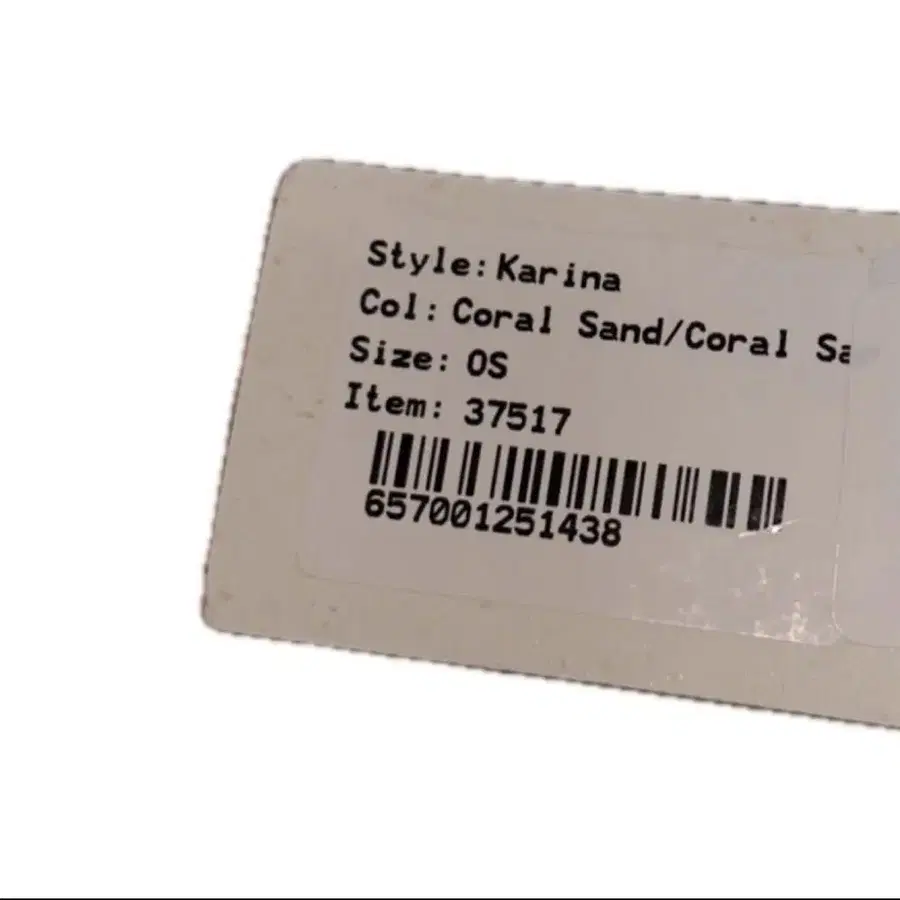 Style: Karina
Col: Coral Sand/Coral Sa
Size: OS
Item: 37517
657001251438